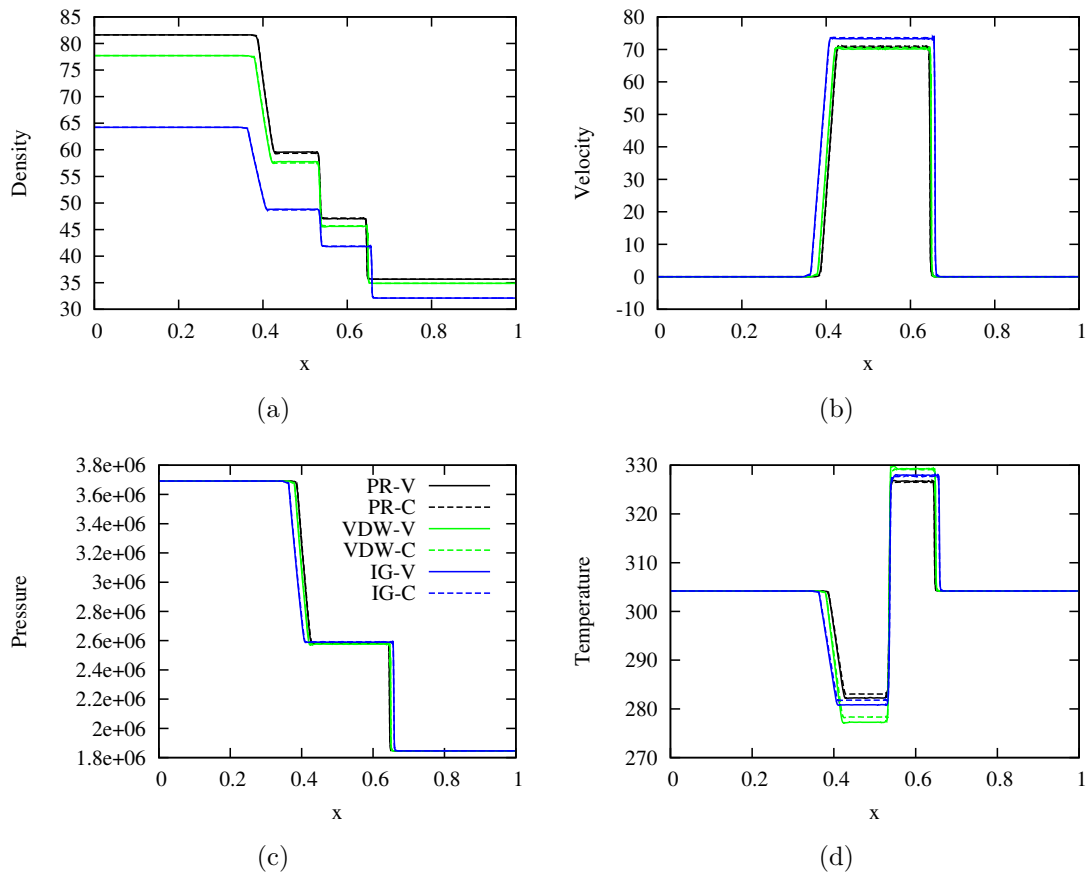 85
80
75
70
65
60
55
50
45
40
35
30
Density
0 0.2 0.4 0.6 0.8 1
x
(a)
80
70
60
50
40
30
20
10
0
-10
Velocity
0 0.2 0.4 0.6 0.8 1
x
(b)
3.8e+06
3.6e+06
3.4e+06
3.2e+06
3e+06
2.8e+06
2.6e+06
2.4e+06
2.2e+06
2e+06
1.8e+06
Pressure
PR-V
PR-C
VDW-V
VDW-C
IG-V
IG-C
0 0.2 0.4 0.6 0.8 1
x
(c)
330
320
310
300
290
280
270
Temperature
0 0.2 0.4 0.6 0.8 1
x
(d)